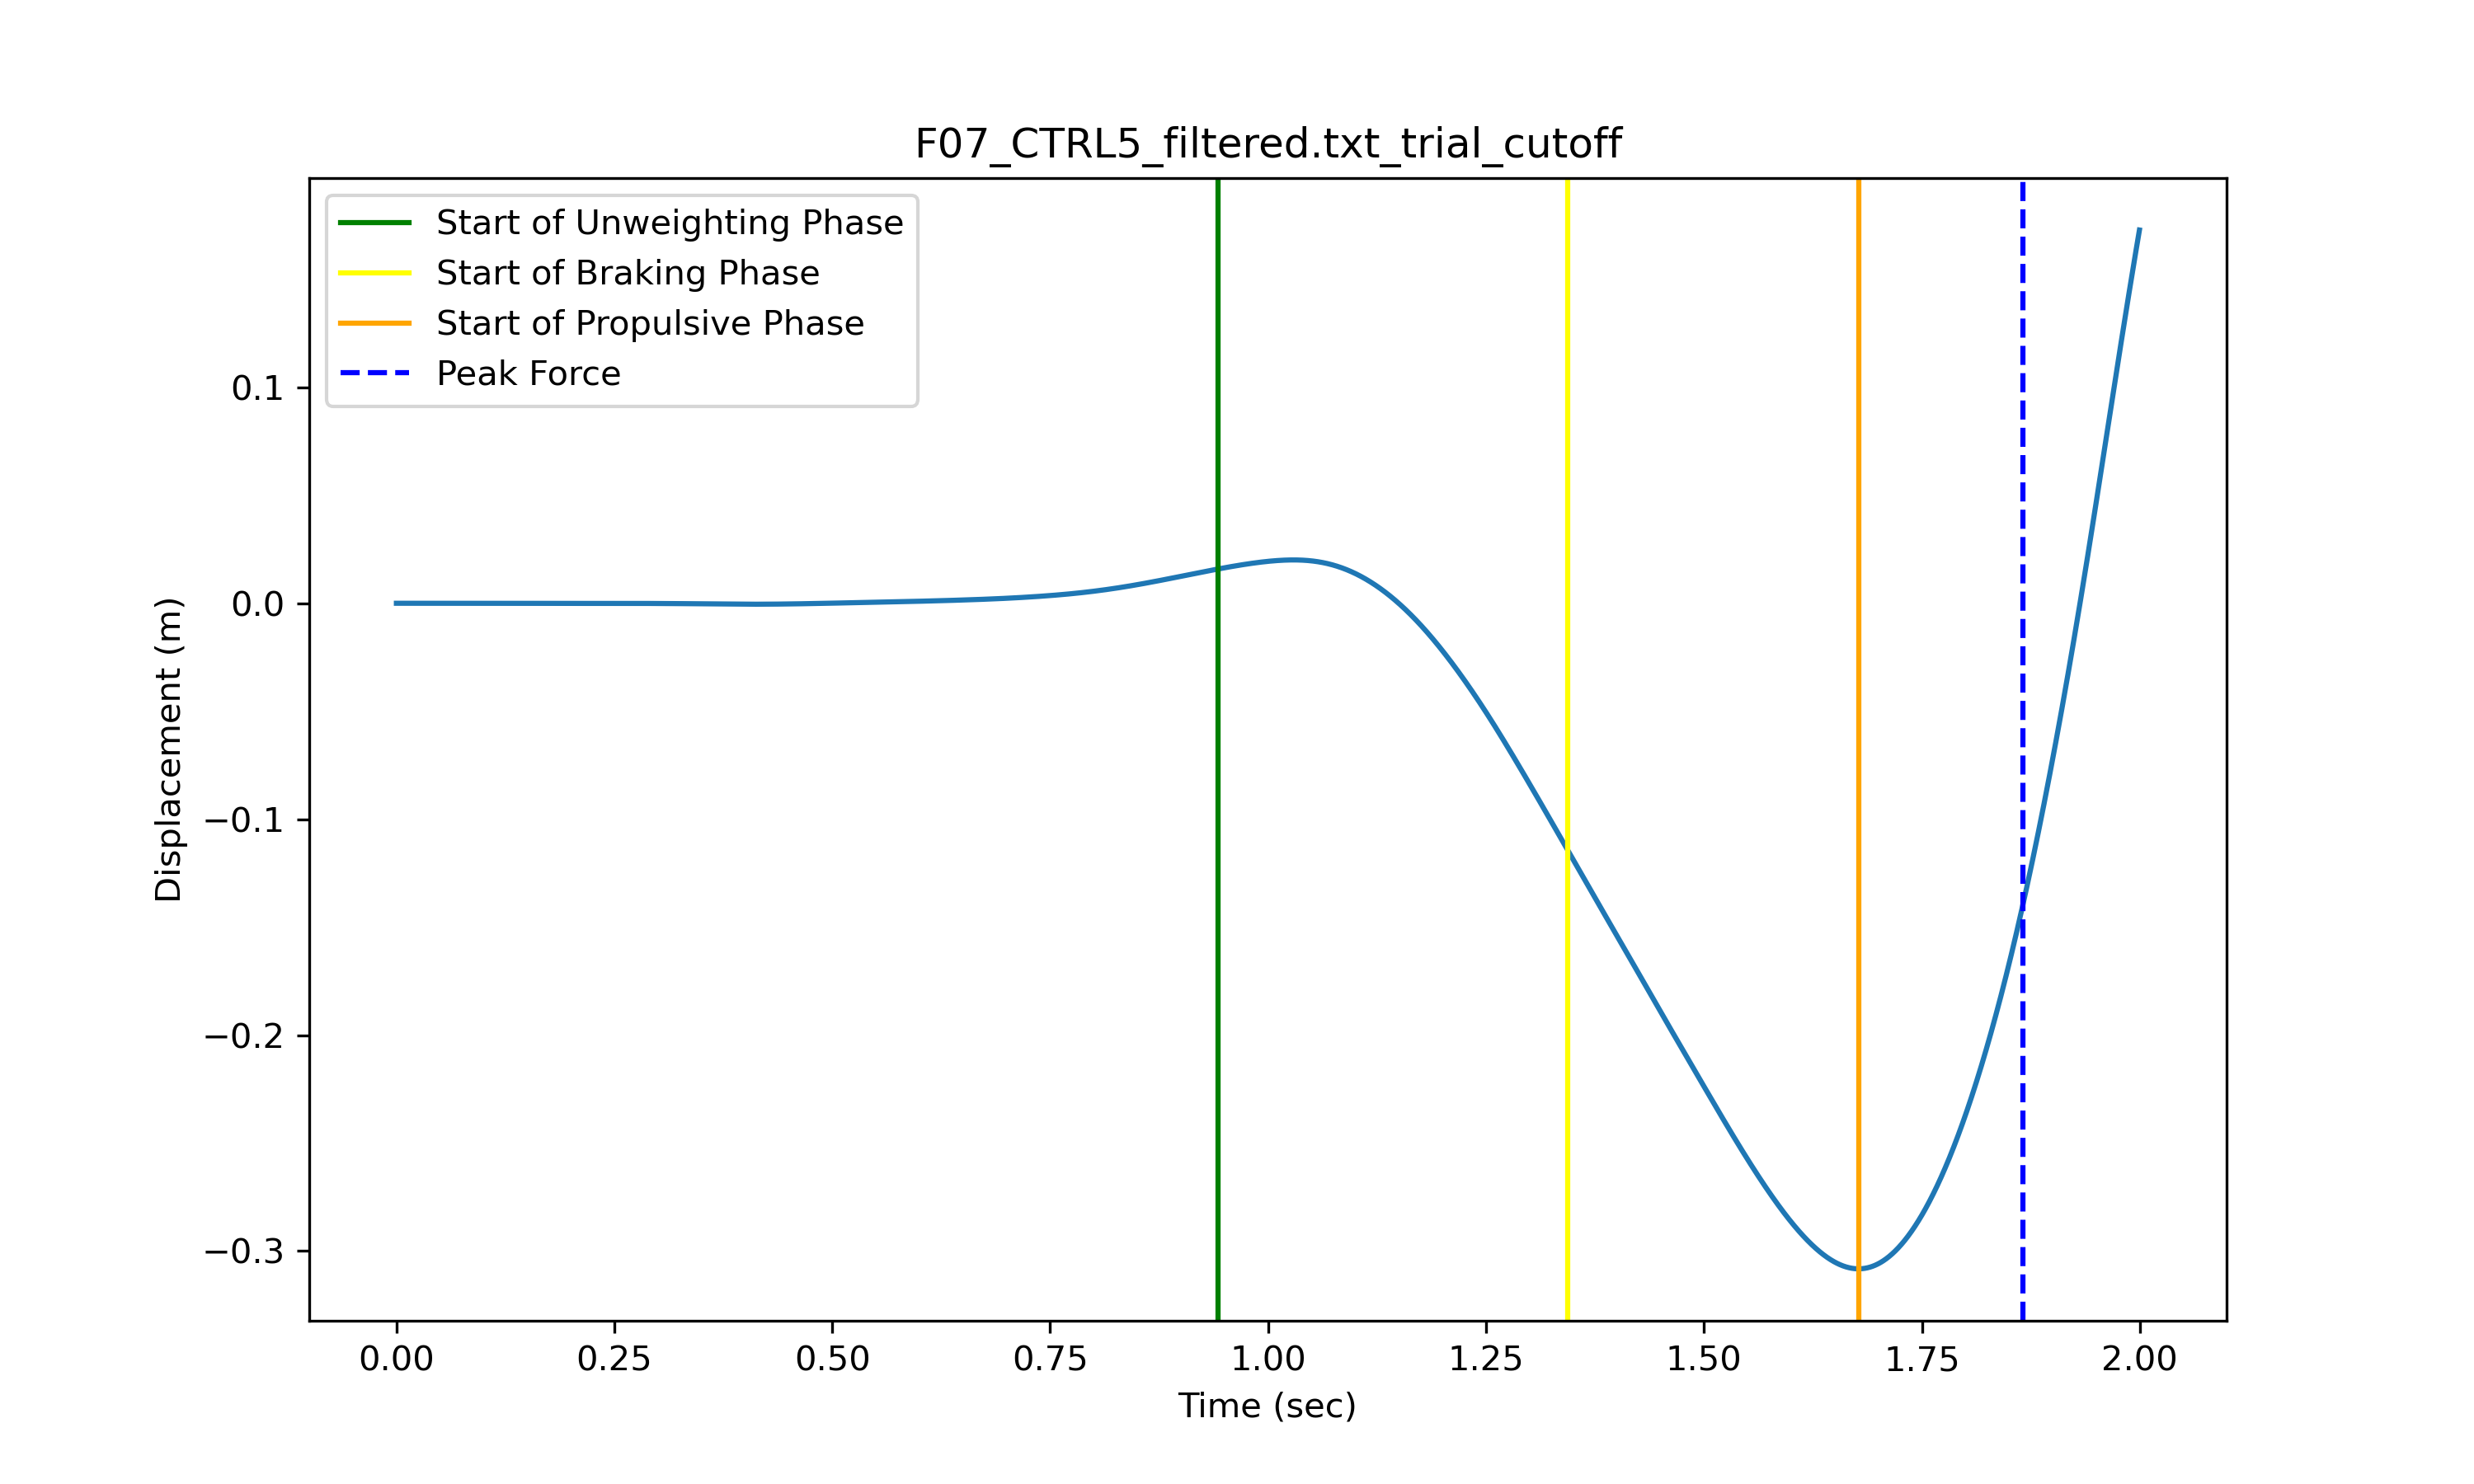 F07_CTRL5_filtered.txt_trial_cutoff
Start of Unweighting Phase
Start of Braking Phase
Start of Propulsive Phase
Peak Force
0.1
0.0
−0.1
−0.2
−0.3
Displacement (m)
0.00 0.25 0.50 0.75 1.00 1.25 1.50 1.75 2.00
Time (sec)